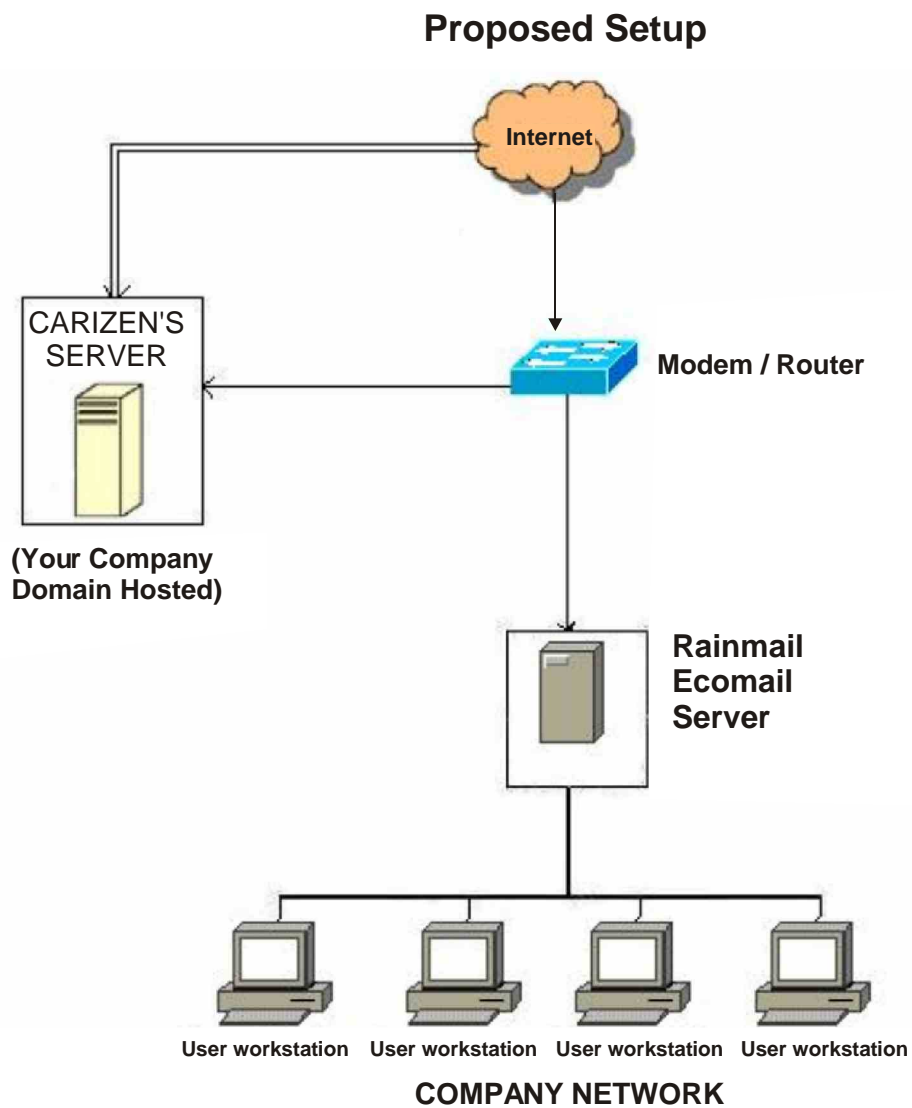 Proposed Setup
Internet
CARIZEN'S
SERVER
Modem / Router
(Your Company
Domain Hosted)
Rainmail
Ecomail
Server
User workstation
User workstation
User workstation
User workstation
COMPANY NETWORK